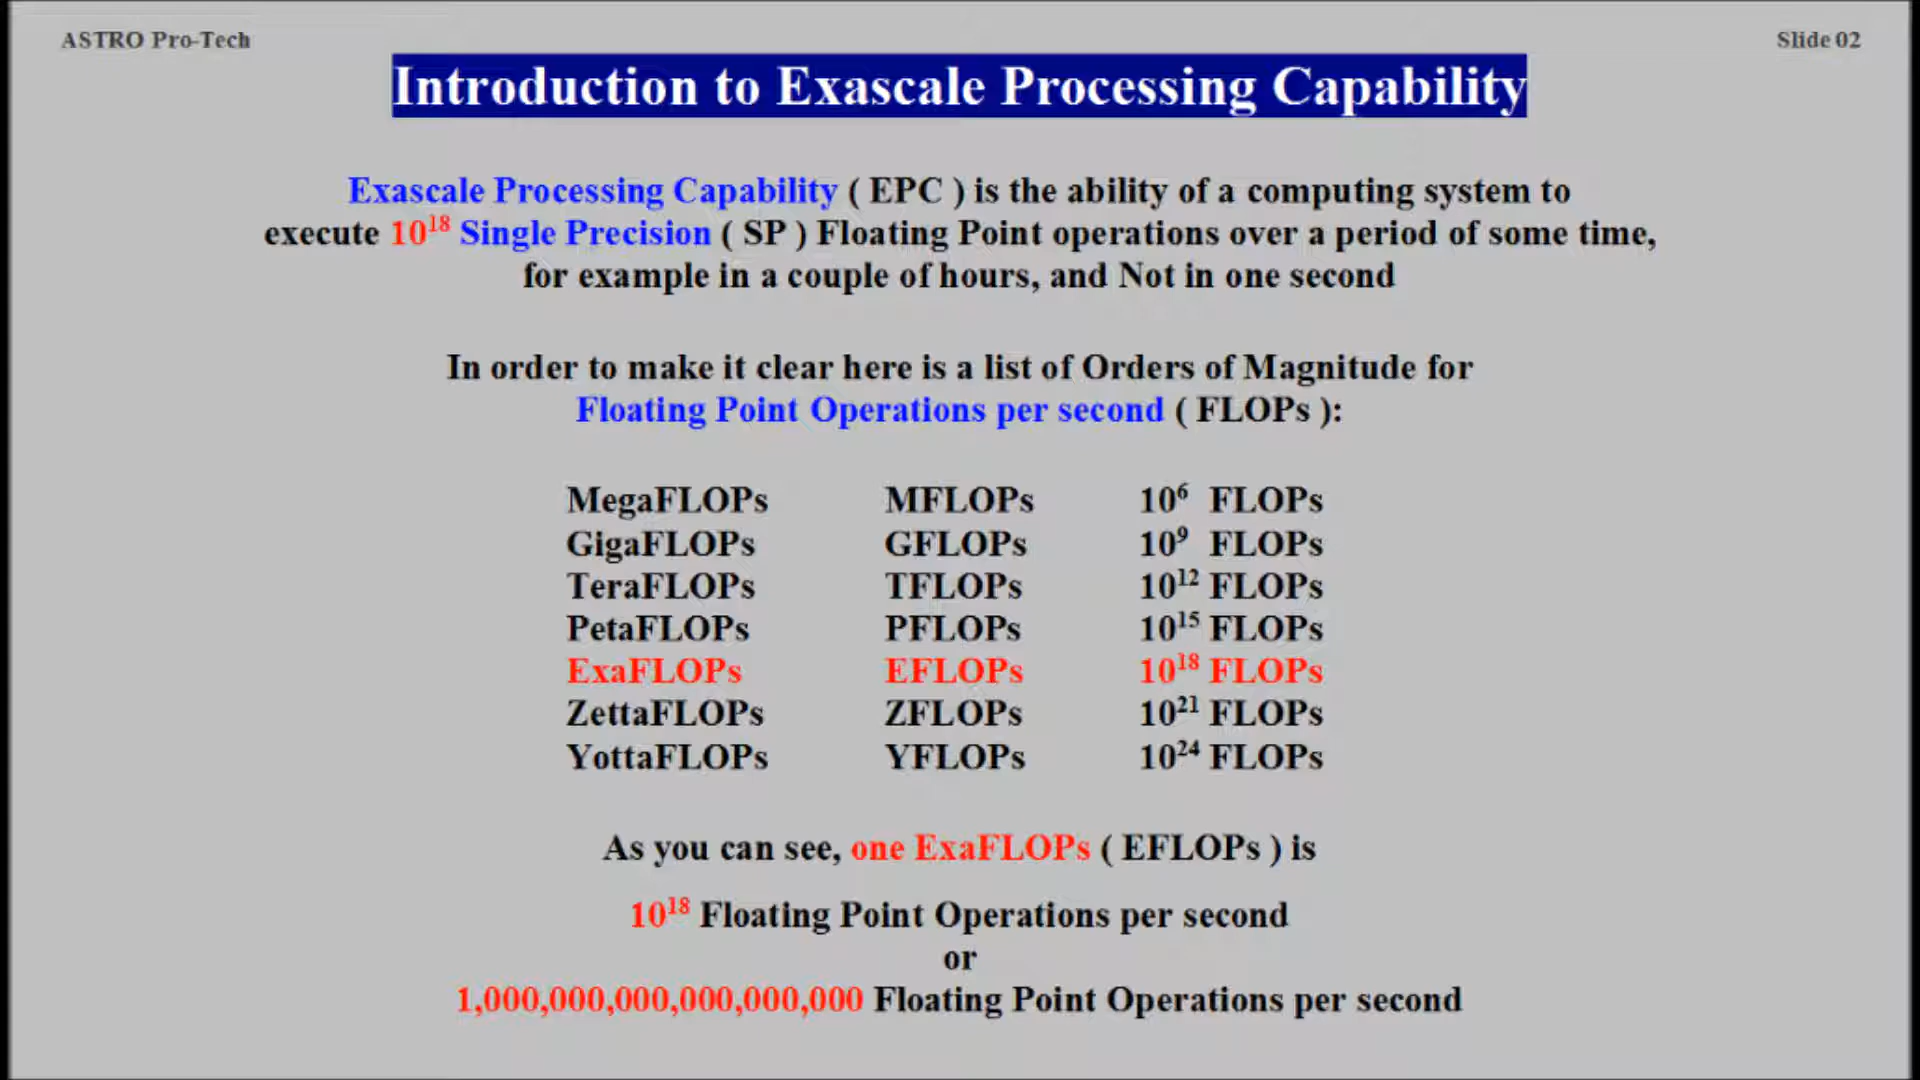 ASTRO Pro-Tech
Slide 02
Introduction to Exascale Processing Capability
Exascale Processing Capability ( EPC ) is the ability of a computing system to
execute 10¹⁸ Single Precision ( SP ) Floating Point operations over a period of some time,
for example in a couple of hours, and Not in one second
In order to make it clear here is a list of Orders of Magnitude for
Floating Point Operations per second ( FLOPs ):
MegaFLOPs MFLOPs 10⁶ FLOPs
GigaFLOPs GFLOPs 10⁹ FLOPs
TeraFLOPs TFLOPs 10¹² FLOPs
PetaFLOPs PFLOPs 10¹⁵ FLOPs
ExaFLOPs EFLOPs 10¹⁸ FLOPs
ZettaFLOPs ZFLOPs 10²¹ FLOPs
YottaFLOPs YFLOPs 10²⁴ FLOPs
As you can see, one ExaFLOPs ( EFLOPs ) is
10¹⁸ Floating Point Operations per second
or
1,000,000,000,000,000,000 Floating Point Operations per second